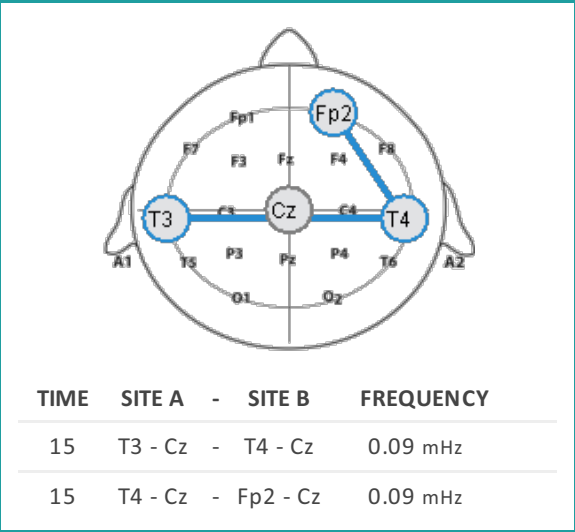 Fp1 Fp2
F7 F3 Fz F4 F8
T3 C3 Cz C4 T4
A1 T5 P3 Pz P4 T6 A2
O1 O2
TIME SITE A - SITE B FREQUENCY
15 T3 - Cz - T4 - Cz 0.09 mHz
15 T4 - Cz - Fp2 - Cz 0.09 mHz